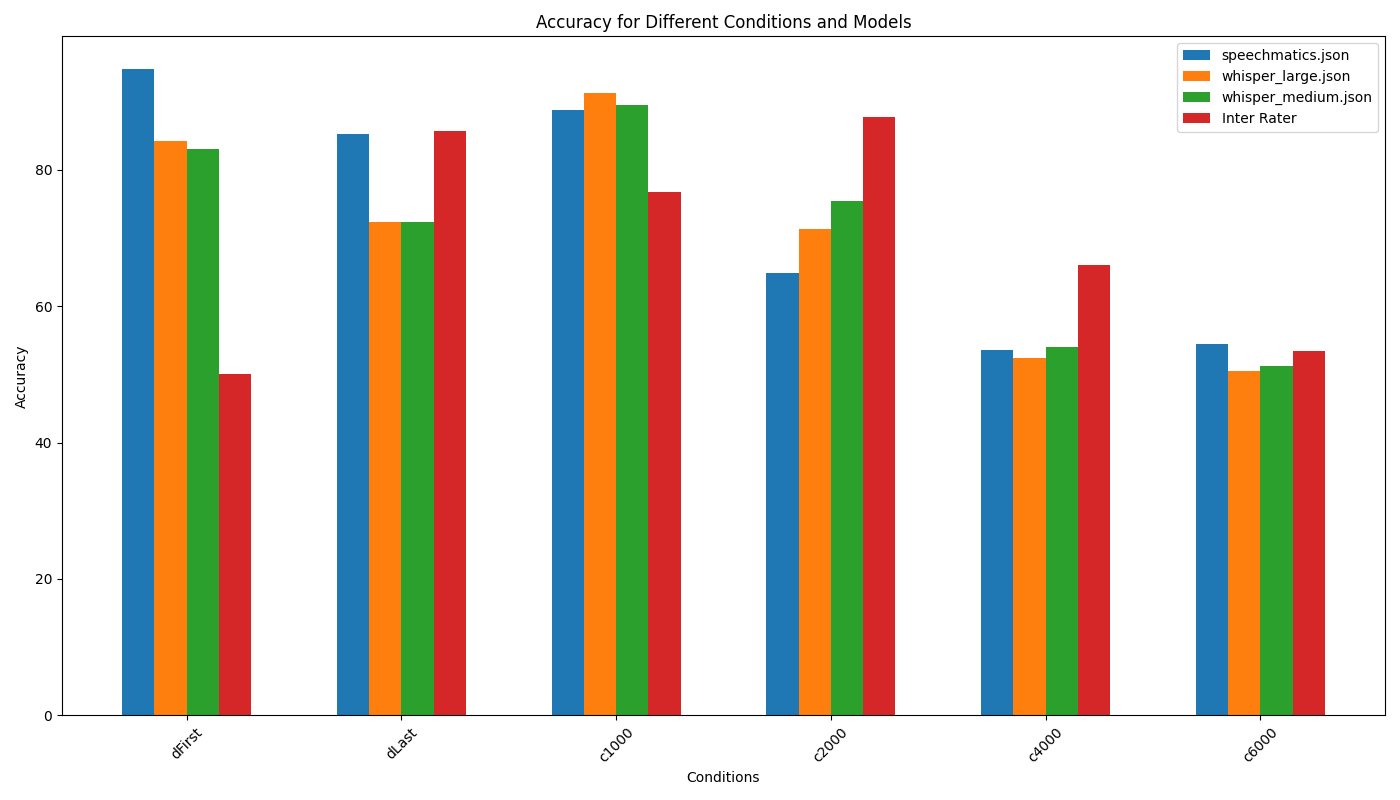 Accuracy for Different Conditions and Models
speechmatics.json
whisper_large.json
whisper_medium.json
Inter Rater
Accuracy
80
60
40
20
0
dFirst
dLast
c1000
c2000
c4000
c6000
Conditions